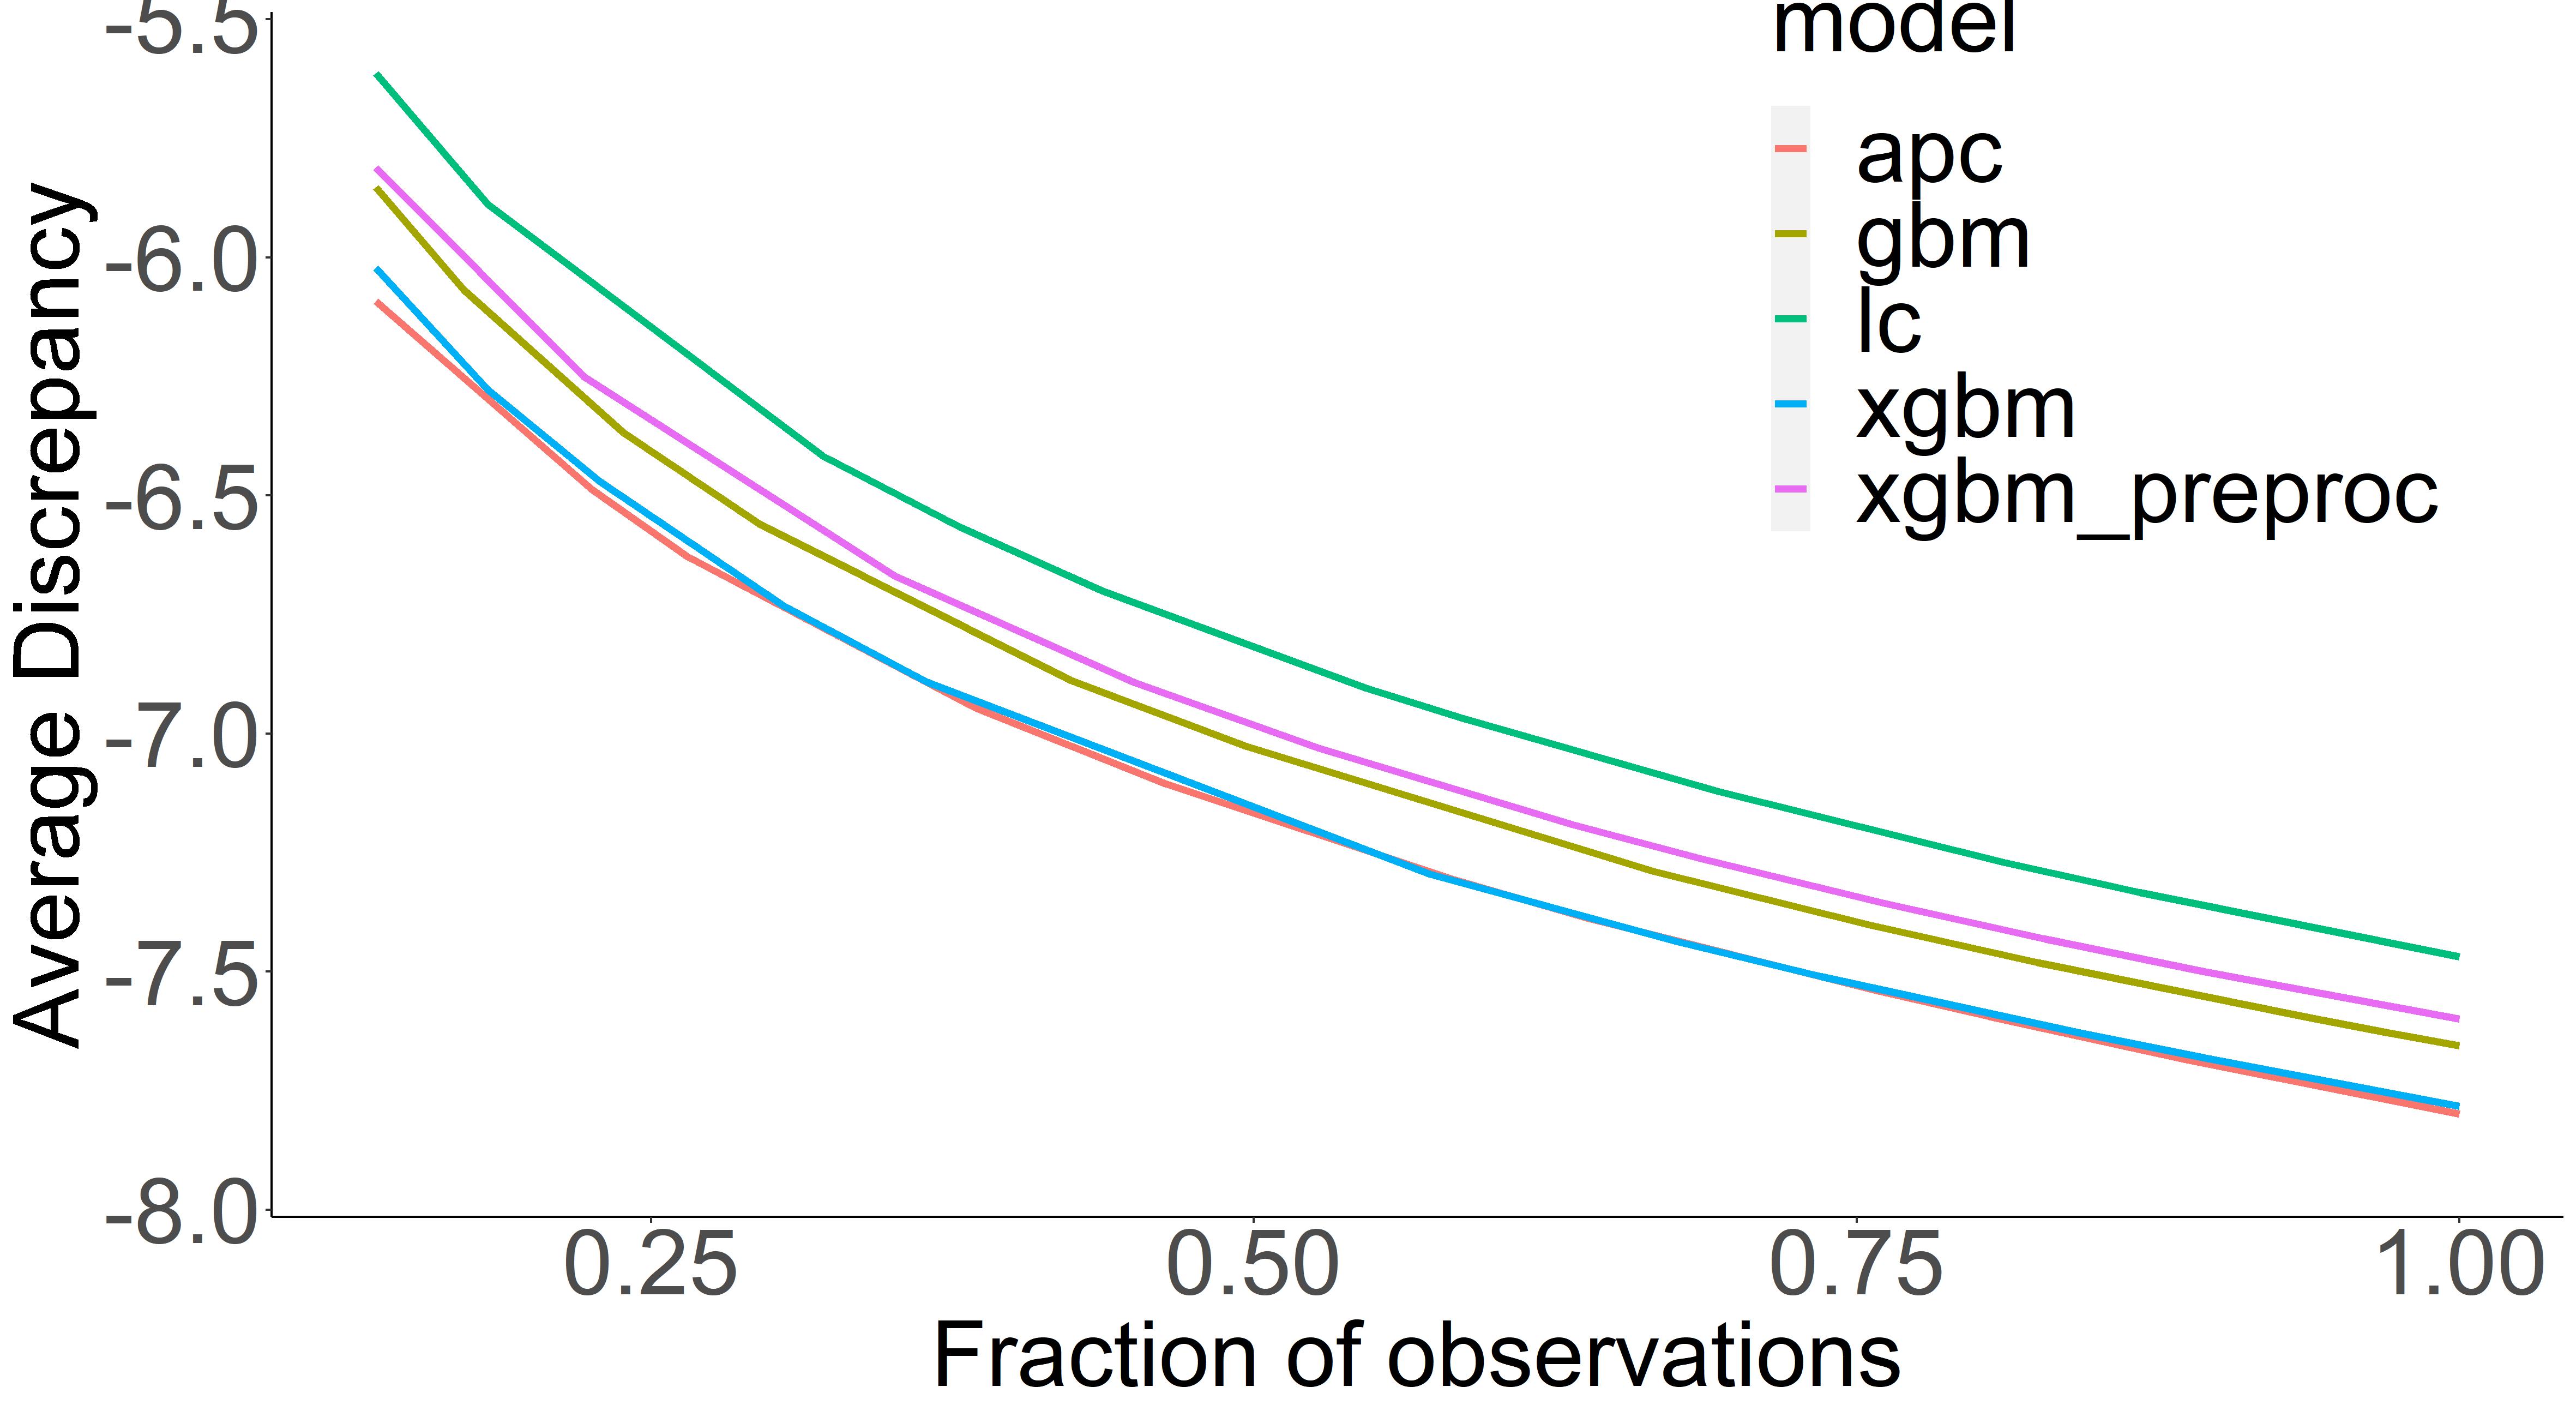 Average Discrepancy
-5.5
-6.0
-6.5
-7.0
-7.5
-8.0
model
apc
gbm
lc
xgbm
xgbm_preproc
0.25 0.50 0.75 1.00
Fraction of observations